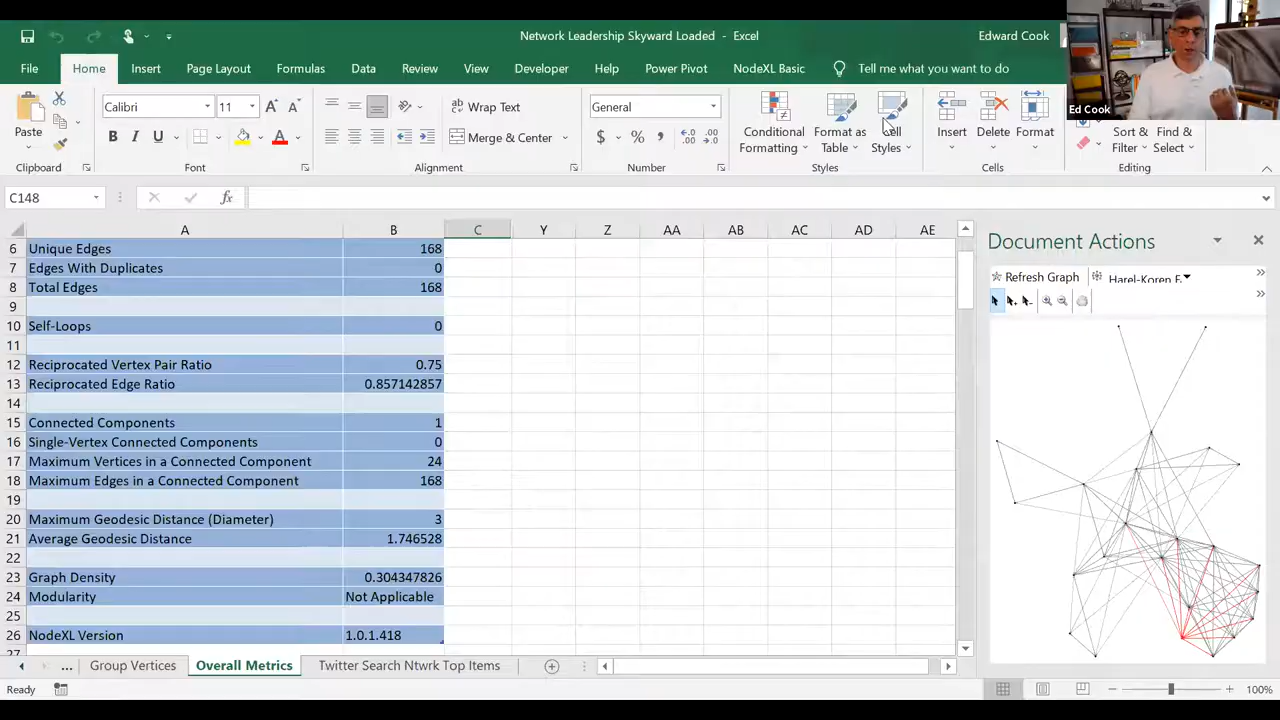 Network Leadership Skyward Loaded - Excel
Edward Cook
Ed Cook
File Home Insert Page Layout Formulas Data Review View Developer Help Power Pivot NodeXL Basic Tell me what you want to do
Paste
Calibri 11
B I U
Wrap Text
Merge & Center
General
$ %
Conditional Formatting
Format as Table
Cell Styles
Insert
Delete
Format
Sort & Filter
Find & Select
Clipboard Font Alignment Number Styles Cells Editing
C148
fx
A B C Y Z AA AB AC AD AE
6 Unique Edges 168
7 Edges With Duplicates 0
8 Total Edges 168
9
10 Self-Loops 0
11
12 Reciprocated Vertex Pair Ratio 0.75
13 Reciprocated Edge Ratio 0.857142857
14
15 Connected Components 1
16 Single-Vertex Connected Components 0
17 Maximum Vertices in a Connected Component 24
18 Maximum Edges in a Connected Component 168
19
20 Maximum Geodesic Distance (Diameter) 3
21 Average Geodesic Distance 1.746528
22
23 Graph Density 0.304347826
24 Modularity Not Applicable
25
26 NodeXL Version 1.0.1.418
Document Actions
Refresh Graph
Harel-Koren F
... Group Vertices Overall Metrics Twitter Search Ntwrk Top Items
Ready
100%